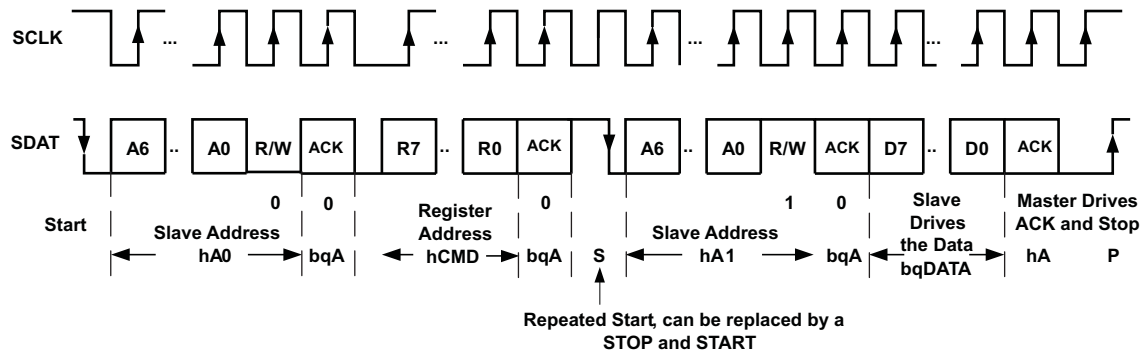 SCLK ... ... ... ...
SDAT A6 .. A0 R/W ACK R7 .. R0 ACK A6 .. A0 R/W ACK D7 .. D0 ACK
0 0 0 1 0
Start
Slave Address
hA0
bqA
Register
Address
hCMD
bqA
S
Slave Address
hA1
bqA
Slave
Drives
the Data
bqDATA
Master Drives
ACK and Stop
hA
P
Repeated Start, can be replaced by a
STOP and START